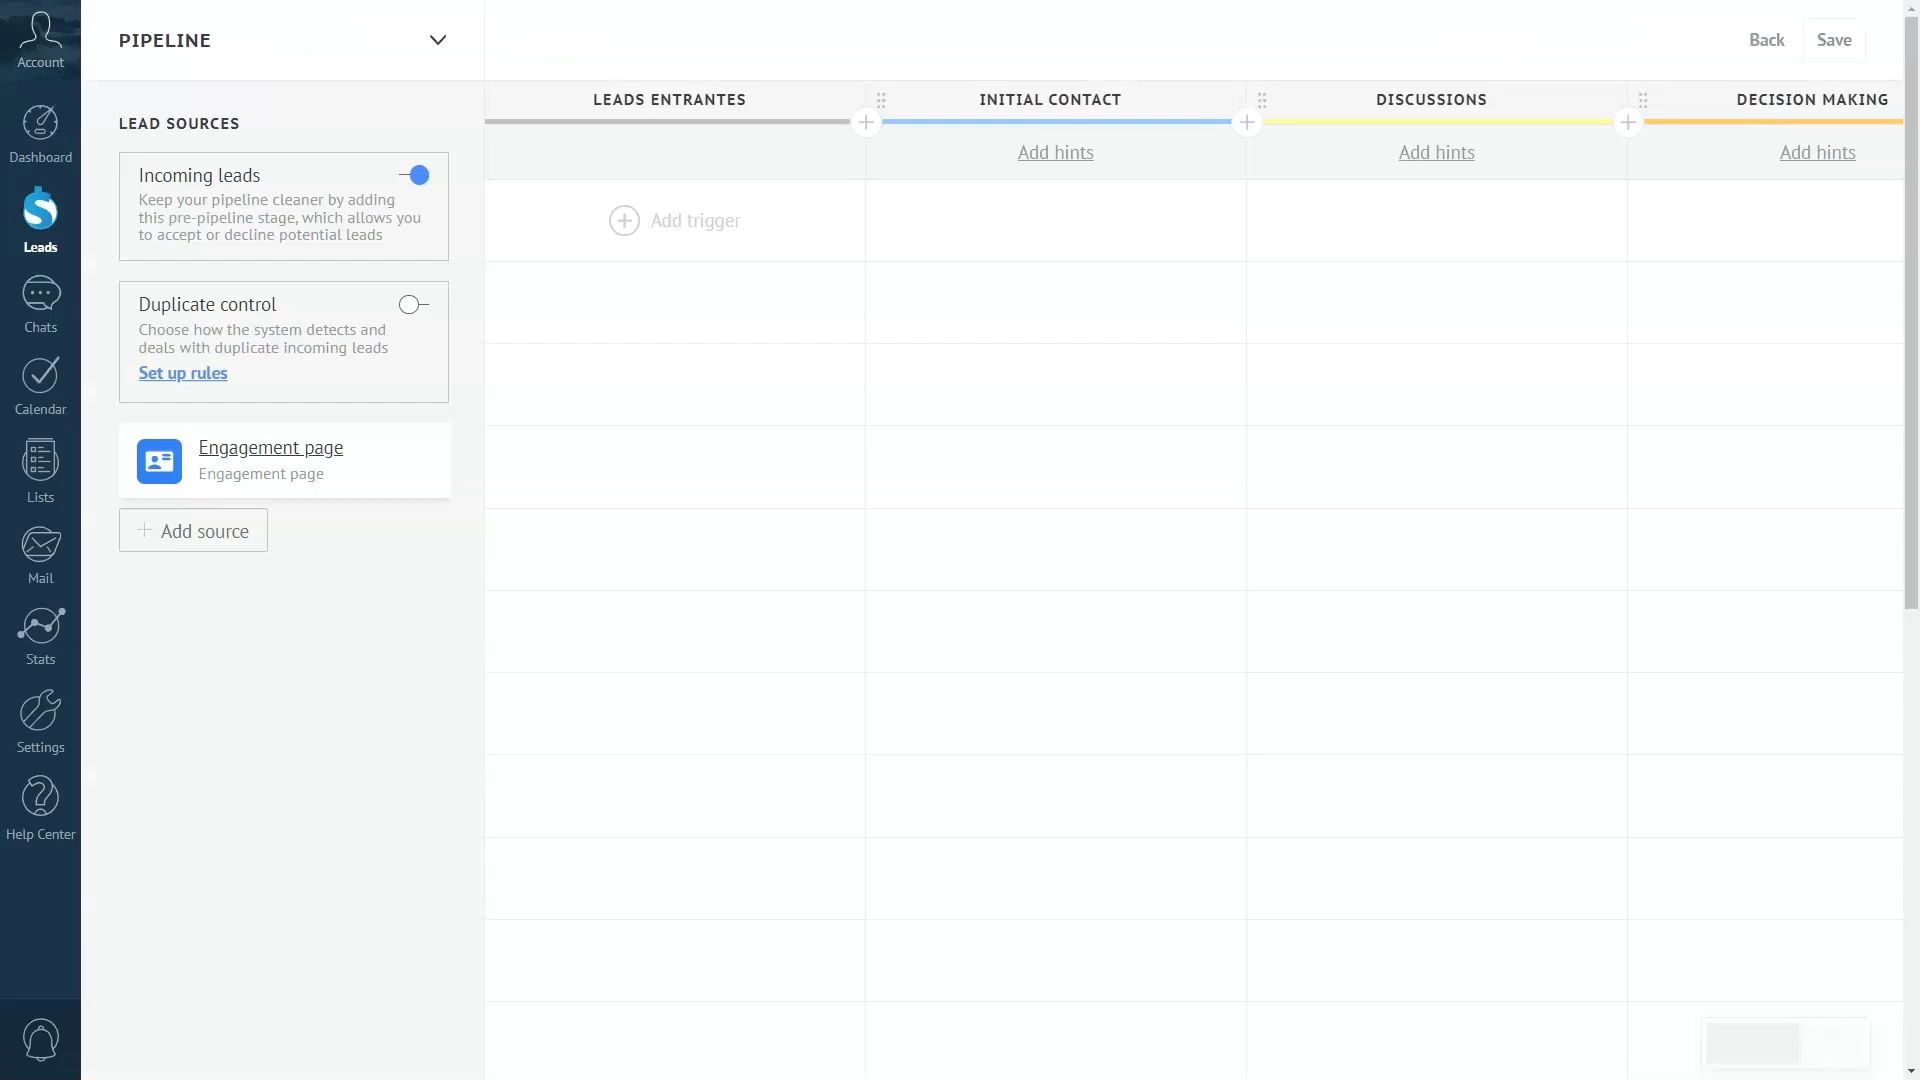 Account
Dashboard
Leads
Chats
Calendar
Lists
Mail
Stats
Settings
Help Center
PIPELINE
Back
Save
LEAD SOURCES
Incoming leads
Keep your pipeline cleaner by adding
this pre-pipeline stage, which allows you
to accept or decline potential leads
Duplicate control
Choose how the system detects and
deals with duplicate incoming leads
Set up rules
Engagement page
Engagement page
Add source
LEADS ENTRANTES
INITIAL CONTACT
DISCUSSIONS
DECISION MAKING
Add hints
Add hints
Add hints
Add trigger